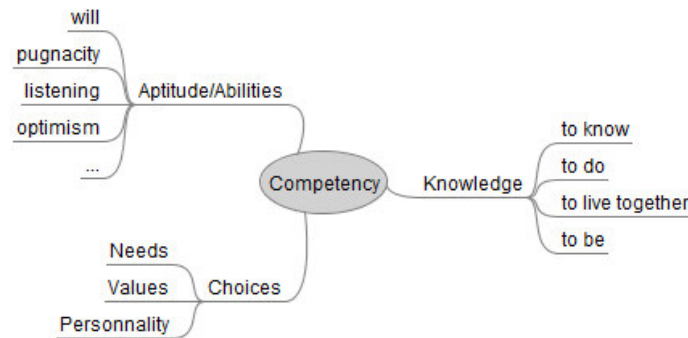 will
pugnacity
listening
optimism
...
Aptitude/Abilities
Competency
Knowledge
to know
to do
to live together
to be
Needs
Values
Personnality
Choices